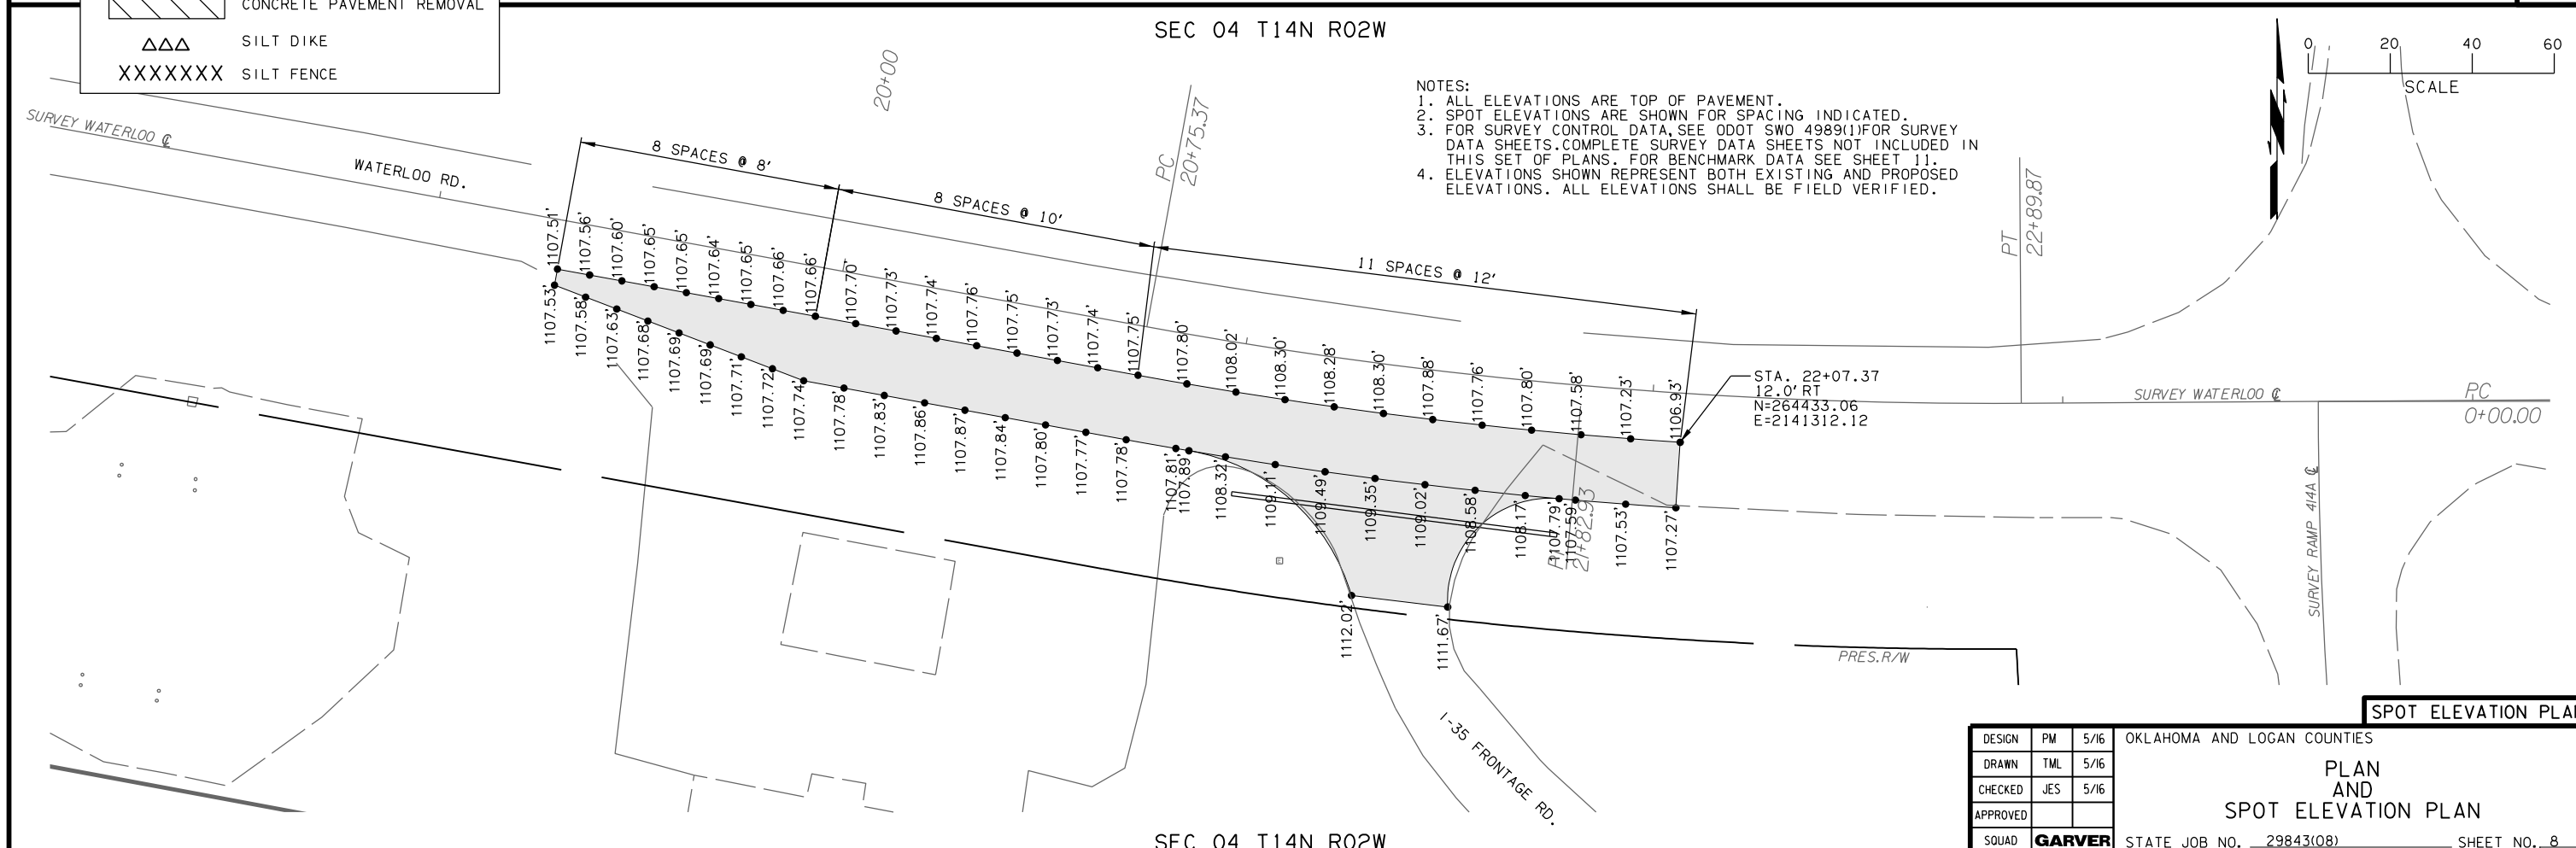 CONCRETE PAVEMENT REMOVAL
SILT DIKE
XXXXXXX SILT FENCE
SEC 04 T14N R02W
0 20 40 60
SCALE
NOTES:
1. ALL ELEVATIONS ARE TOP OF PAVEMENT.
2. SPOT ELEVATIONS ARE SHOWN FOR SPACING INDICATED.
3. FOR SURVEY CONTROL DATA, SEE ODOT SWO 4989(1)FOR SURVEY
DATA SHEETS.COMPLETE SURVEY DATA SHEETS NOT INCLUDED IN
THIS SET OF PLANS. FOR BENCHMARK DATA SEE SHEET 11.
4. ELEVATIONS SHOWN REPRESENT BOTH EXISTING AND PROPOSED
ELEVATIONS. ALL ELEVATIONS SHALL BE FIELD VERIFIED.
N
SURVEY WATERLOO ℄
WATERLOO RD.
20+00
PC
20+75.37
PT
22+89.87
8 SPACES @ 8'
8 SPACES @ 10'
11 SPACES @ 12'
1107.51'
1107.56'
1107.60'
1107.65'
1107.65'
1107.64'
1107.65'
1107.66'
1107.66'
1107.70'
1107.73'
1107.74'
1107.76'
1107.75'
1107.73'
1107.74'
1107.75'
1107.80'
1108.02'
1108.30'
1108.28'
1108.30'
1107.88'
1107.76'
1107.80'
1107.58'
1107.23'
1106.93'
STA. 22+07.37
12.0' RT
N=264433.06
E=2141312.12
SURVEY WATERLOO ℄
PC
0+00.00
1107.53'
1107.58'
1107.63'
1107.68'
1107.69'
1107.69'
1107.71'
1107.72'
1107.74'
1107.78'
1107.83'
1107.86'
1107.87'
1107.84'
1107.80'
1107.77'
1107.78'
1107.81'
1107.89'
1108.32'
1109.11'
1109.49'
1109.35'
1109.02'
1108.58'
1108.17'
1107.79'
1107.59'
1107.53'
1107.27'
PI
21+82.93
1112.02'
1111.67'
SURVEY RAMP 414A ℄
PRES.R/W
I-35 FRONTAGE RD.
SEC 04 T14N R02W
SPOT ELEVATION PLA
DESIGN PM 5/16 OKLAHOMA AND LOGAN COUNTIES
DRAWN TML 5/16
CHECKED JES 5/16
APPROVED
PLAN
AND
SPOT ELEVATION PLAN
SQUAD GARVER STATE JOB NO. 29843(08) SHEET NO. 8